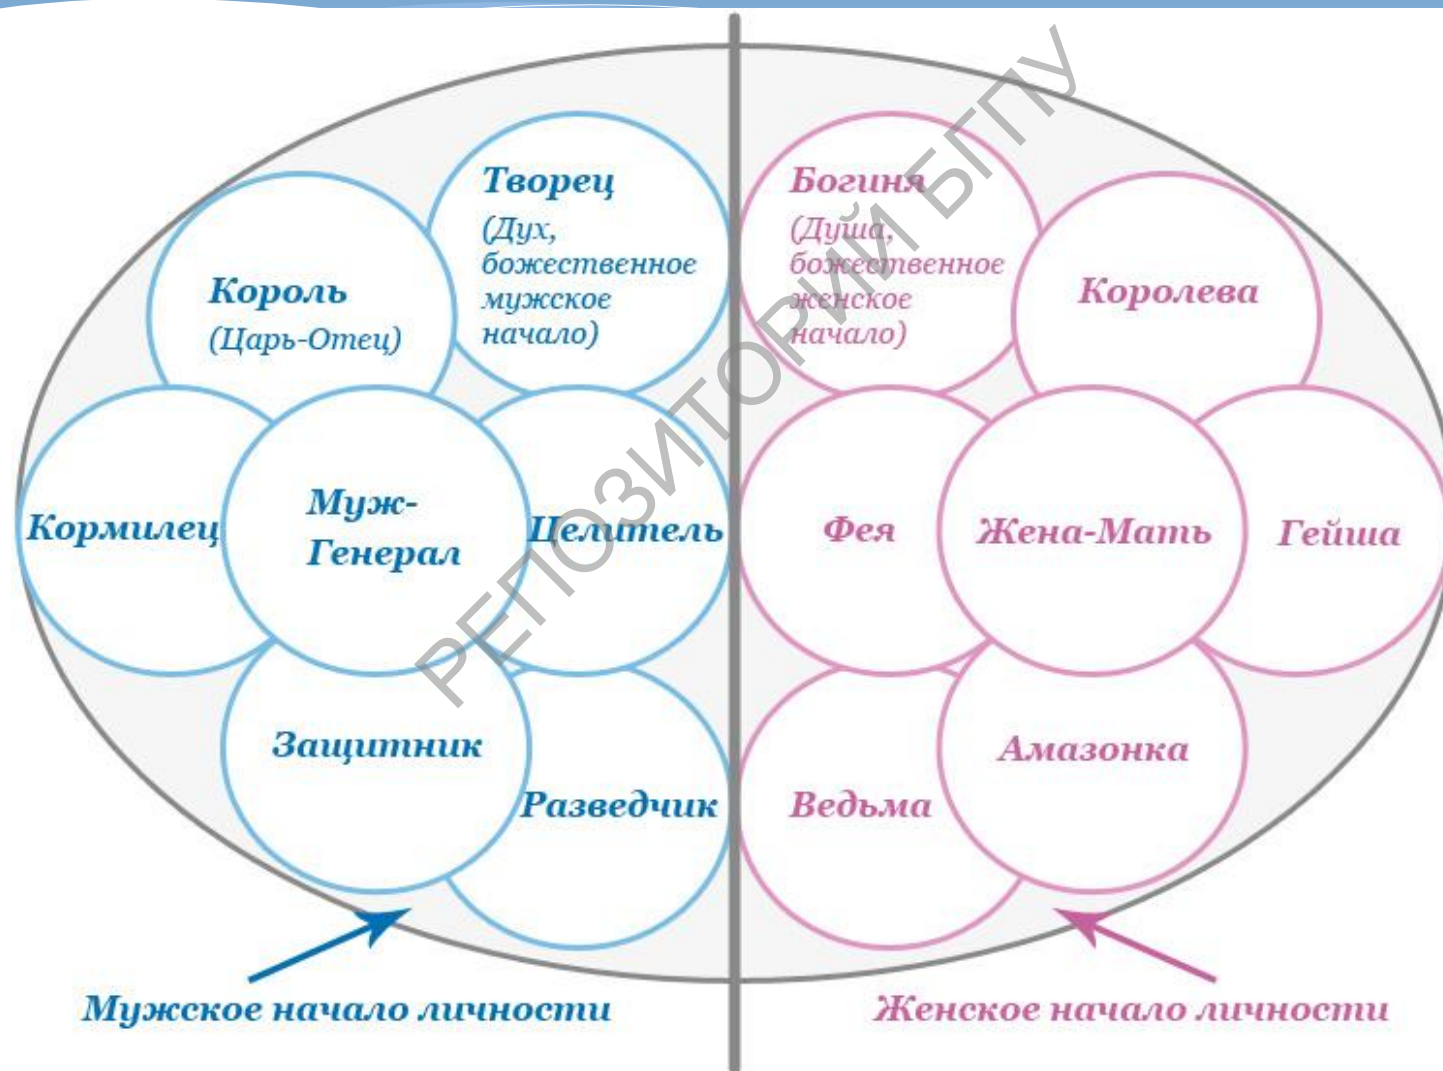 Творец
(Дух,
божественное
мужское
начало)
Король
(Царь-Отец)
Кормилец
Муж-
Генерал
Целитель
Защитник
Разведчик
Мужское начало личности
Богиня
(Душа,
божественное
женское
начало)
Королева
Фея
Жена-Мать
Гейша
Ведьма
Амазонка
Женское начало личности
РЕПОЗИТОРИЙ БГПУ